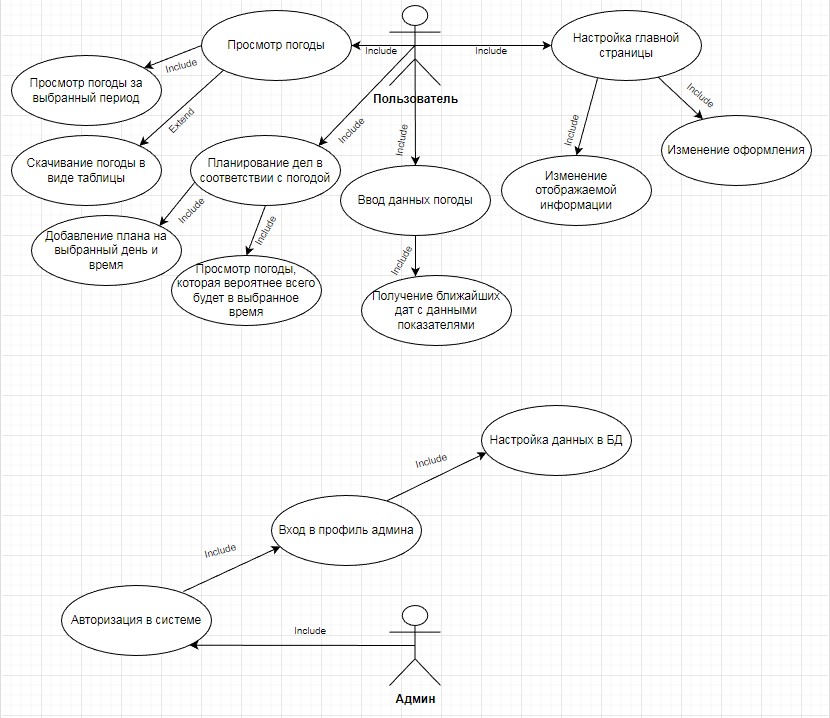 Просмотр погоды
Include
Include
Настройка главной
страницы
Include
Просмотр погоды за
выбранный период
Пользователь
Include
Extend
Include
Include
Include
Скачивание погоды в
виде таблицы
Планирование дел в
соответствии с погодой
Изменение оформления
Ввод данных погоды
Изменение
отображаемой
информации
Include
Include
Include
Добавление плана на
выбранный день и
время
Просмотр погоды,
которая вероятнее всего
будет в выбранное
время
Получение ближайших
дат с данными
показателями
Настройка данных в БД
Include
Вход в профиль админа
Include
Авторизация в системе
Include
Админ